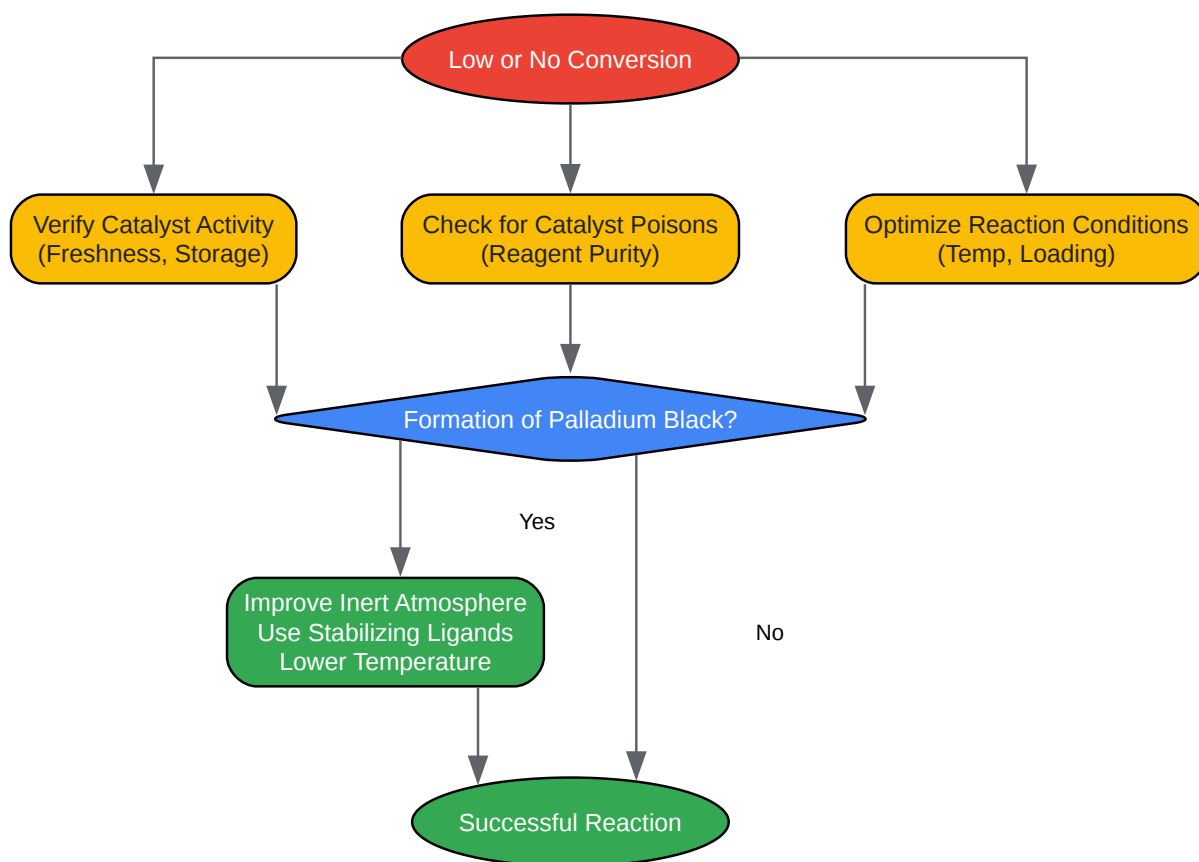 Low or No Conversion
Verify Catalyst Activity
(Freshness, Storage)
Check for Catalyst Poisons
(Reagent Purity)
Optimize Reaction Conditions
(Temp, Loading)
Formation of Palladium Black?
Yes
Improve Inert Atmosphere
Use Stabilizing Ligands
Lower Temperature
No
Successful Reaction